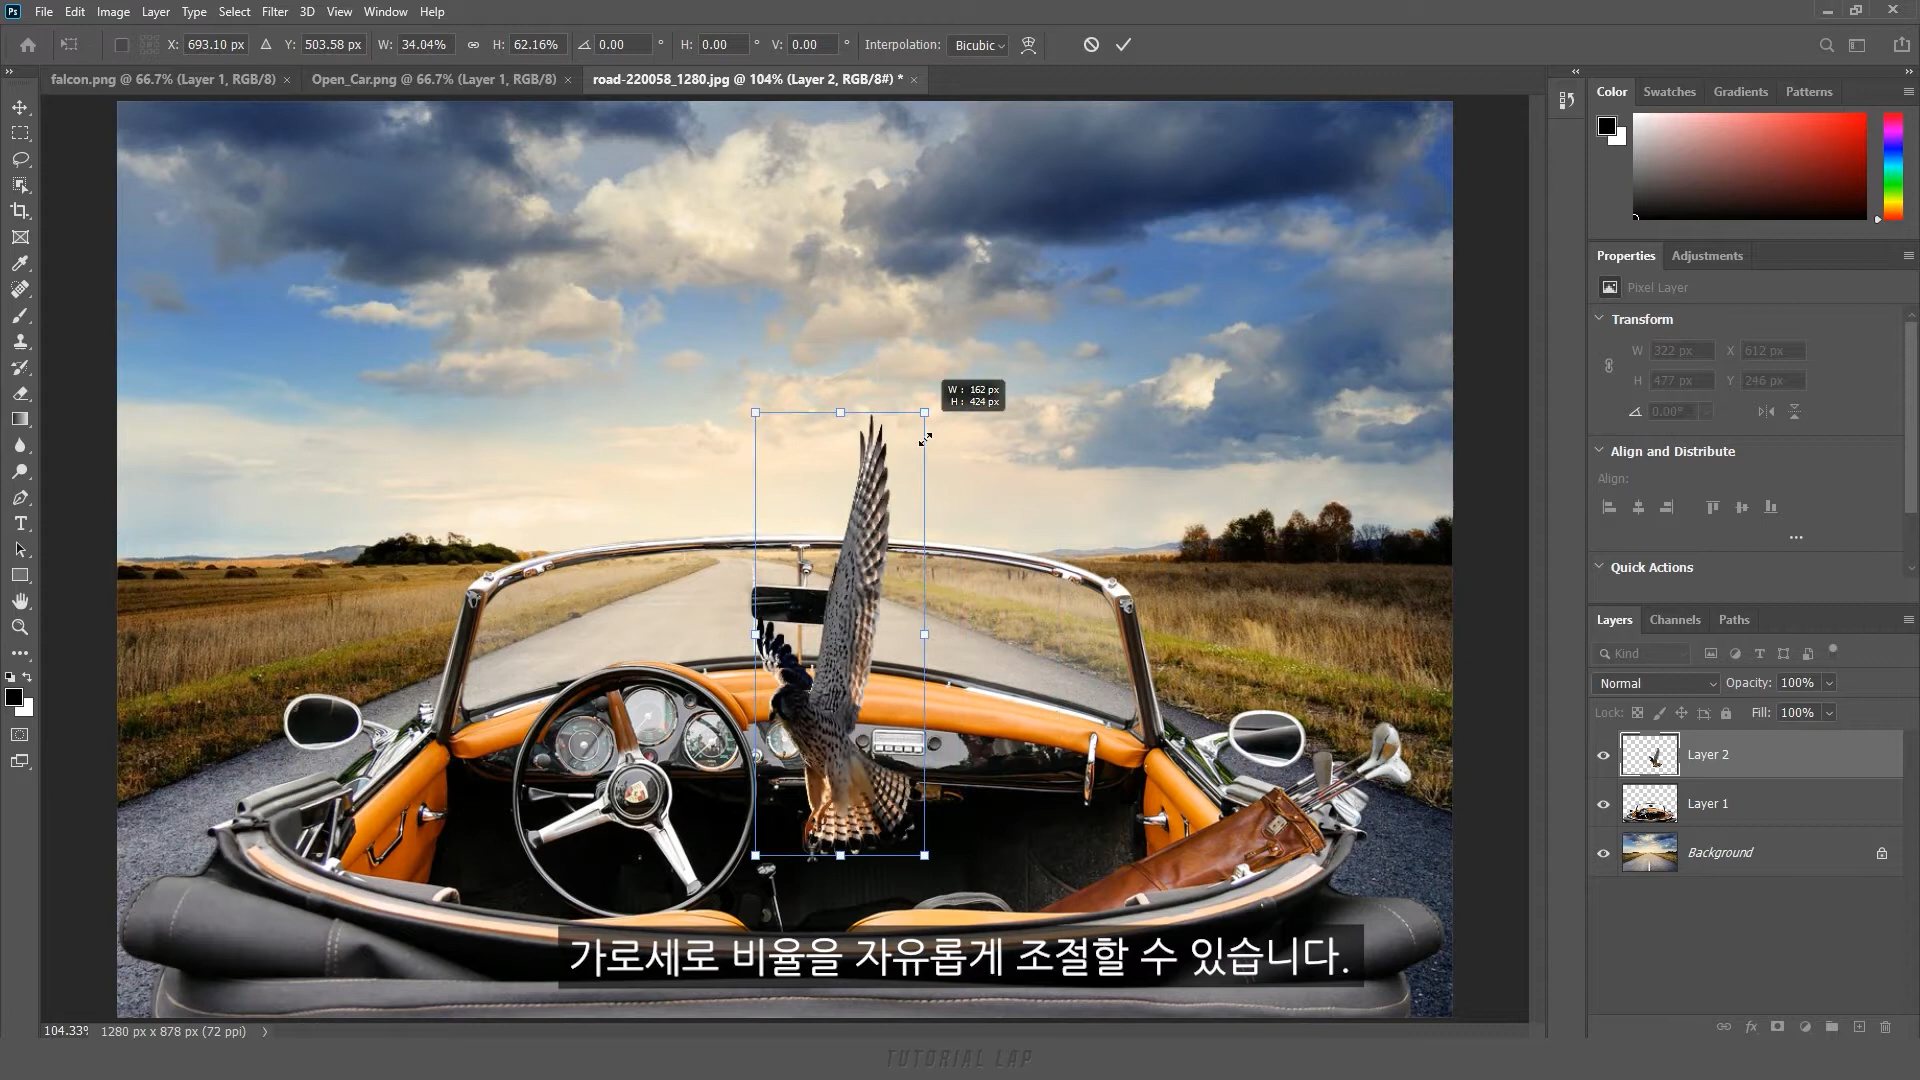 Ps File Edit Image Layer Type Select Filter 3D View Window Help
X: 693.10 px Δ Y: 503.58 px W: 34.04% H: 62.16% 0.00 ° H: 0.00 ° V: 0.00 ° Interpolation: Bicubic
falcon.png @ 66.7% (Layer 1, RGB/8) × Open_Car.png @ 66.7% (Layer 1, RGB/8) × road-220058_1280.jpg @ 104% (Layer 2, RGB/8#) * ×
Color Swatches Gradients Patterns
Properties Adjustments
Pixel Layer
Transform
W 322 px X 612 px
H 477 px Y 246 px
0.00°
Align and Distribute
Align:
Quick Actions
Layers Channels Paths
Kind
Normal Opacity: 100%
Lock: Fill: 100%
Layer 2
Layer 1
Background
W : 162 px
H : 424 px
가로세로 비율을 자유롭게 조절할 수 있습니다.
104.33% 1280 px x 878 px (72 ppi)
TUTORIAL LAP